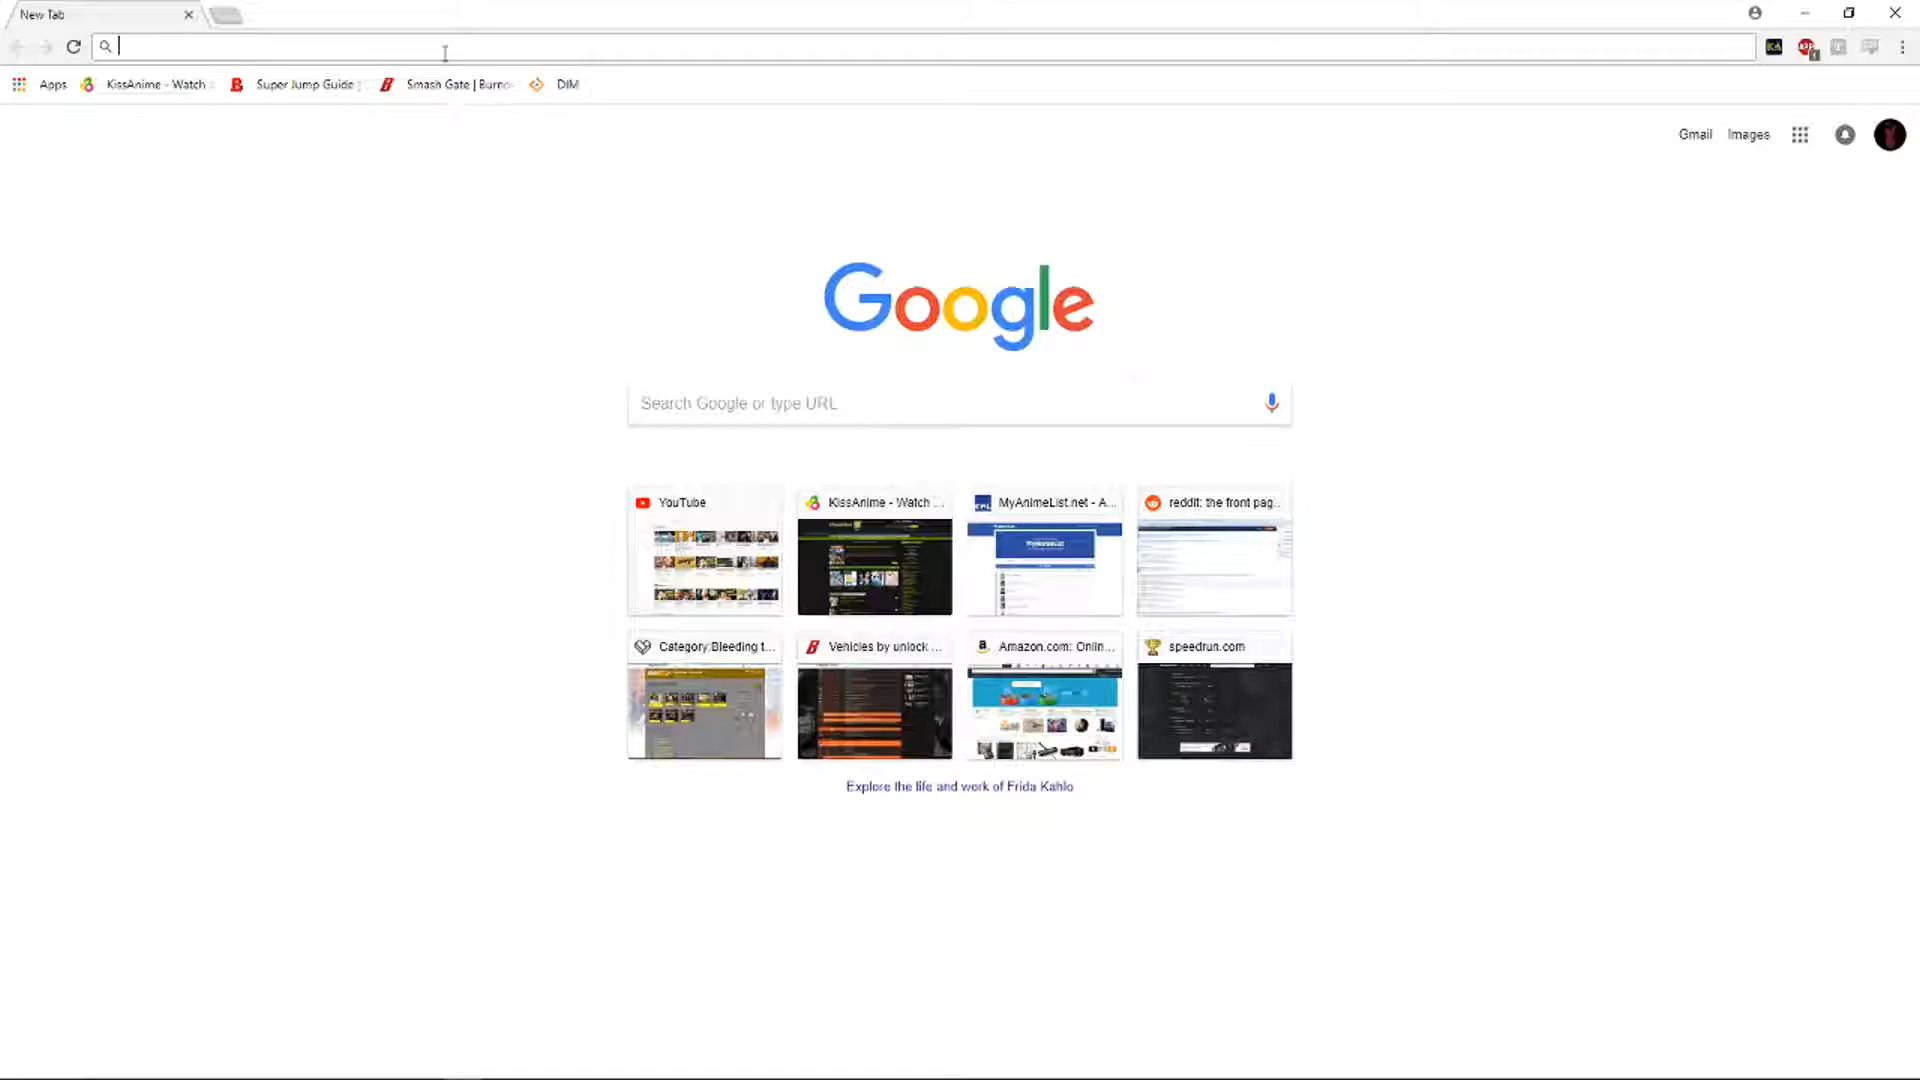 New Tab
Apps
KissAnime - Watch
Super Jump Guide
Smash Gate | Burno
DIM
Gmail
Images
Google
Search Google or type URL
YouTube
KissAnime - Watch ...
MyAnimeList.net - A...
reddit: the front pag...
Category:Bleeding t...
Vehicles by unlock ...
Amazon.com: Onlin...
speedrun.com
Explore the life and work of Frida Kahlo